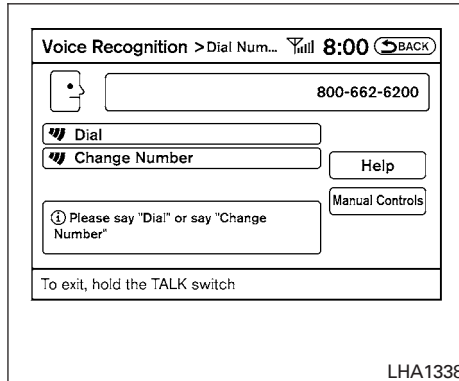 Voice Recognition > Dial Num... 8:00 BACK
800-662-6200
Dial
Change Number
Help
Manual Controls
Please say "Dial" or say "Change
Number"
To exit, hold the TALK switch
LHA1338